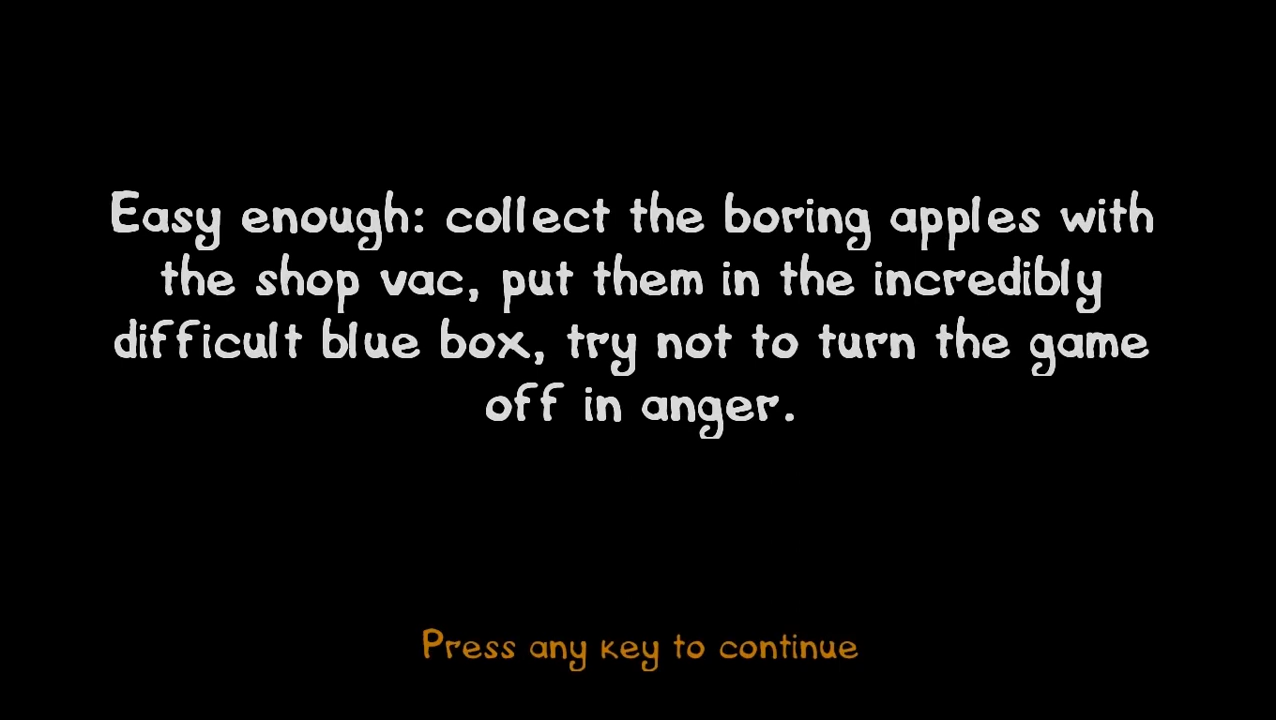 Easy enough: collect the boring apples with
the shop vac, put them in the incredibly
difficult blue box, try not to turn the game
off in anger.
Press any key to continue